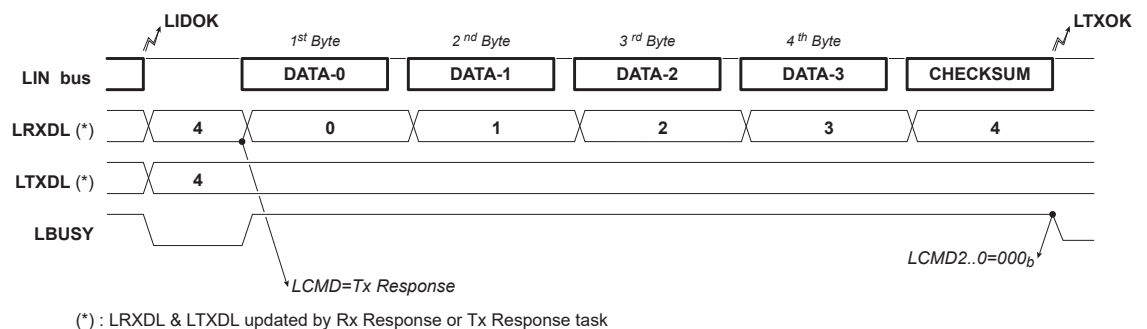 LIDOK LTXOK
1st Byte 2nd Byte 3rd Byte 4th Byte
LIN bus DATA-0 DATA-1 DATA-2 DATA-3 CHECKSUM
LRXDL (*) 4 0 1 2 3 4
LTXDL (*) 4
LBUSY
LCMD2..0=000b
LCMD=Tx Response
(*) : LRXDL & LTXDL updated by Rx Response or Tx Response task